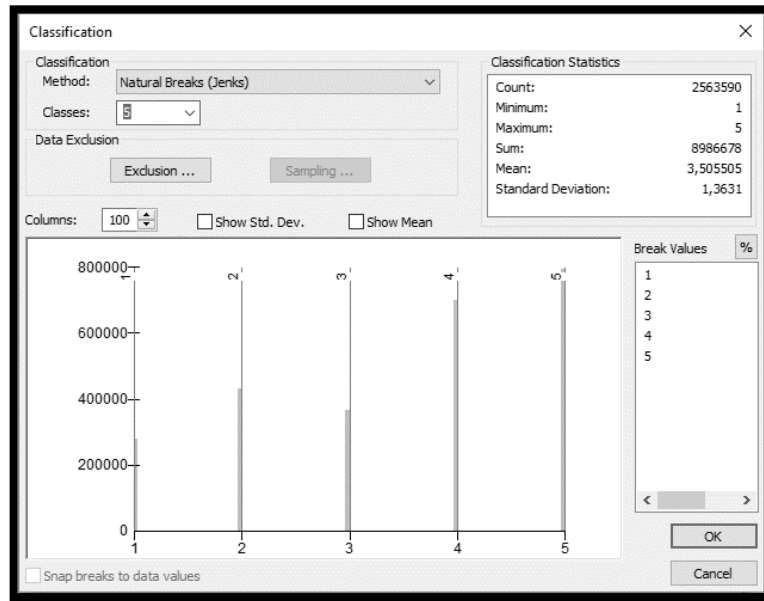 Classification
Classification
Method: Natural Breaks (Jenks)
Classes: 5
Data Exclusion
Exclusion ...
Sampling ...
Classification Statistics
Count: 2563590
Minimum: 1
Maximum: 5
Sum: 8986678
Mean: 3,505505
Standard Deviation: 1,3631
Columns: 100
Show Std. Dev.
Show Mean
Break Values
%
1
2
3
4
5
800000
600000
400000
200000
0
1
2
3
4
5
1
2
3
4
5
Snap breaks to data values
OK
Cancel